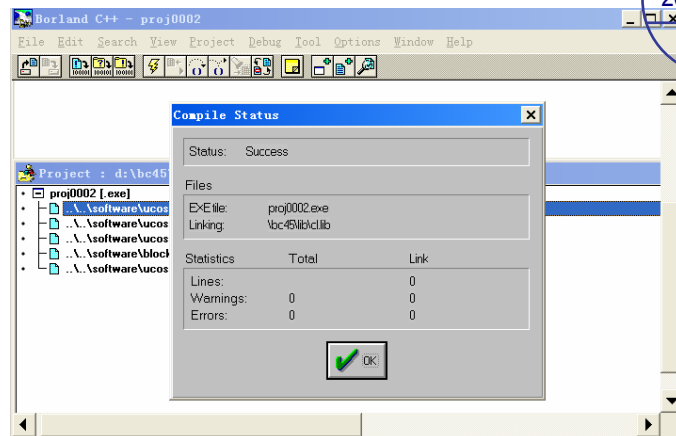 Borland C++ - proj0002
File Edit Search View Project Debug Tool Options Window Help
Compile Status
Status: Success
Project : d:\bc45
Files
proj0002 [.exe]
..\..\software\ucos
EXE file: proj0002.exe
..\..\software\ucos
Linking: \bc45\lib\cl.lib
..\..\software\ucos
..\..\software\block
Statistics Total Link
..\..\software\ucos
Lines: 0
Warnings: 0 0
Errors: 0 0
OK